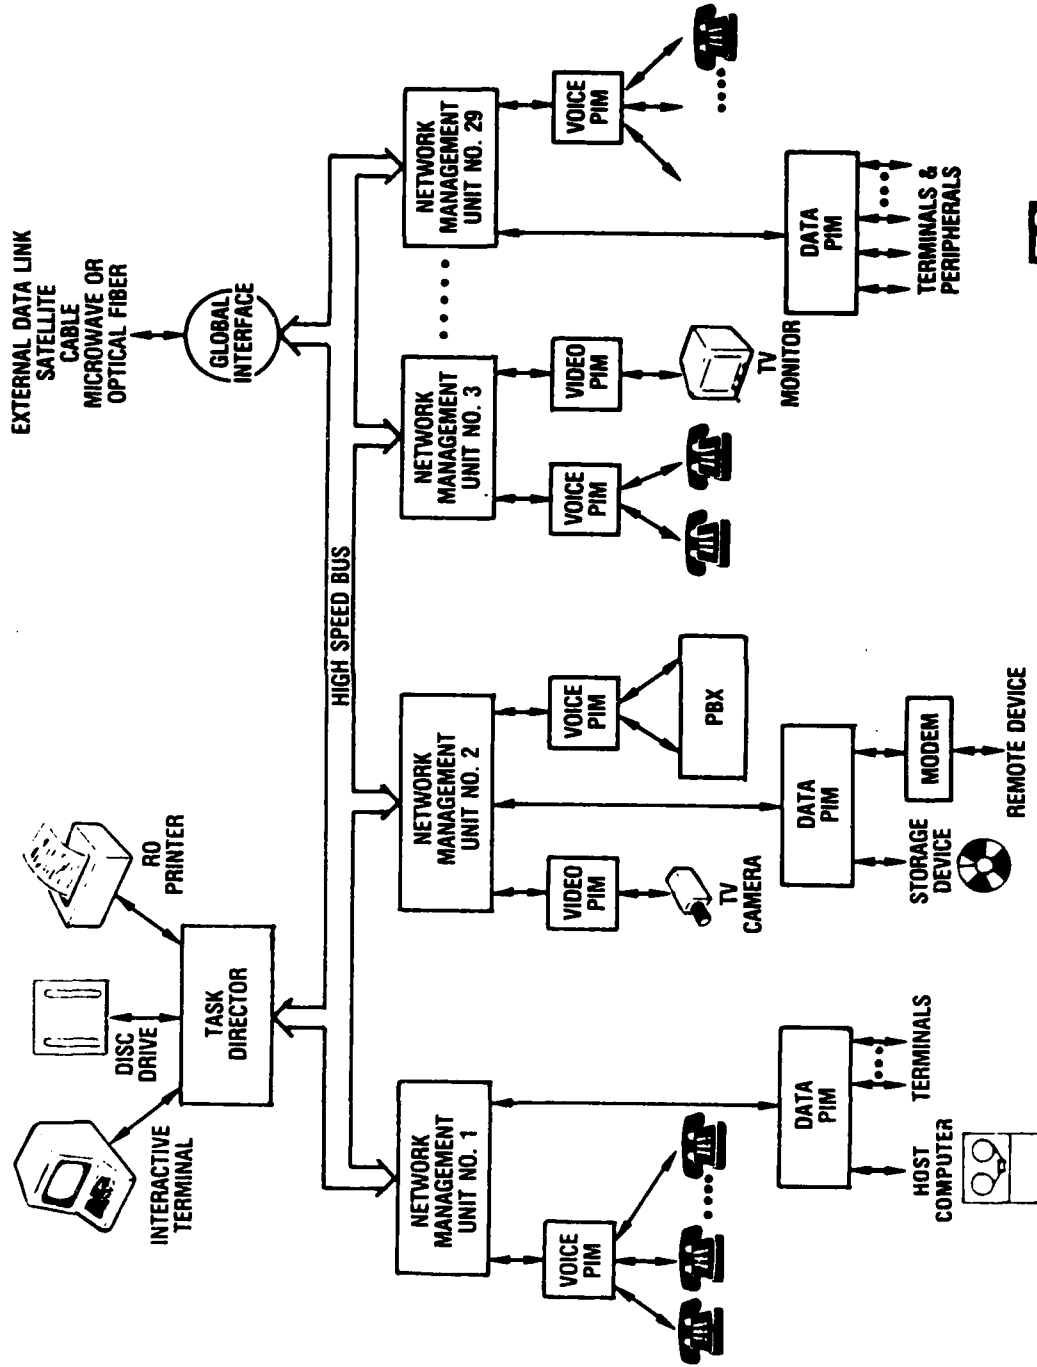 EXTERNAL DATA LINK
SATELLITE
CABLE
MICROWAVE OR
OPTICAL FIBER
INTERACTIVE
TERMINAL
DISC
DRIVE
RO
PRINTER
TASK
DIRECTOR
GLOBAL
INTERFACE
HIGH SPEED BUS
NETWORK
MANAGEMENT
UNIT NO. 1
NETWORK
MANAGEMENT
UNIT NO. 2
NETWORK
MANAGEMENT
UNIT NO. 3
NETWORK
MANAGEMENT
UNIT NO. 29
VOICE
PIM
VIDEO
PIM
VOICE
PIM
VOICE
PIM
VIDEO
PIM
VOICE
PIM
TV
CAMERA
PBX
TV
MONITOR
DATA
PIM
DATA
PIM
DATA
PIM
HOST
COMPUTER
TERMINALS
STORAGE
DEVICE
MODEM
REMOTE DEVICE
TERMINALS &
PERIPHERALS